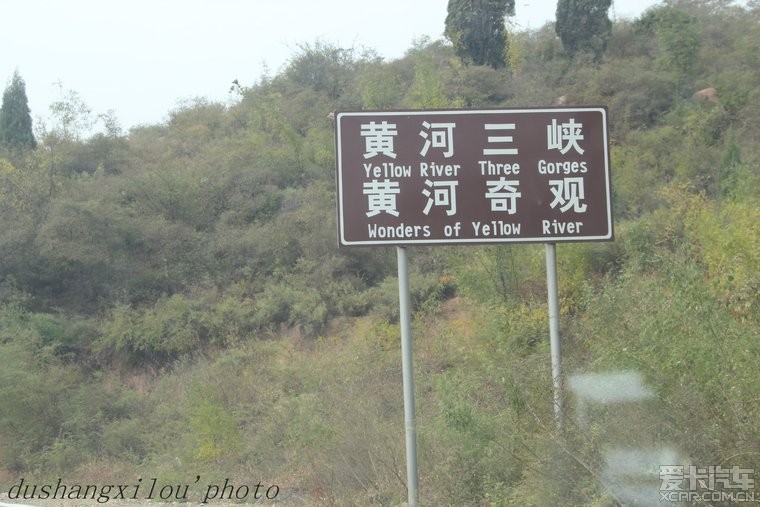 黄河三峡
Yellow River Three Gorges
黄河奇观
Wonders of Yellow River
dushangxilou'photo
爱卡汽车
XCAR.COM.CN